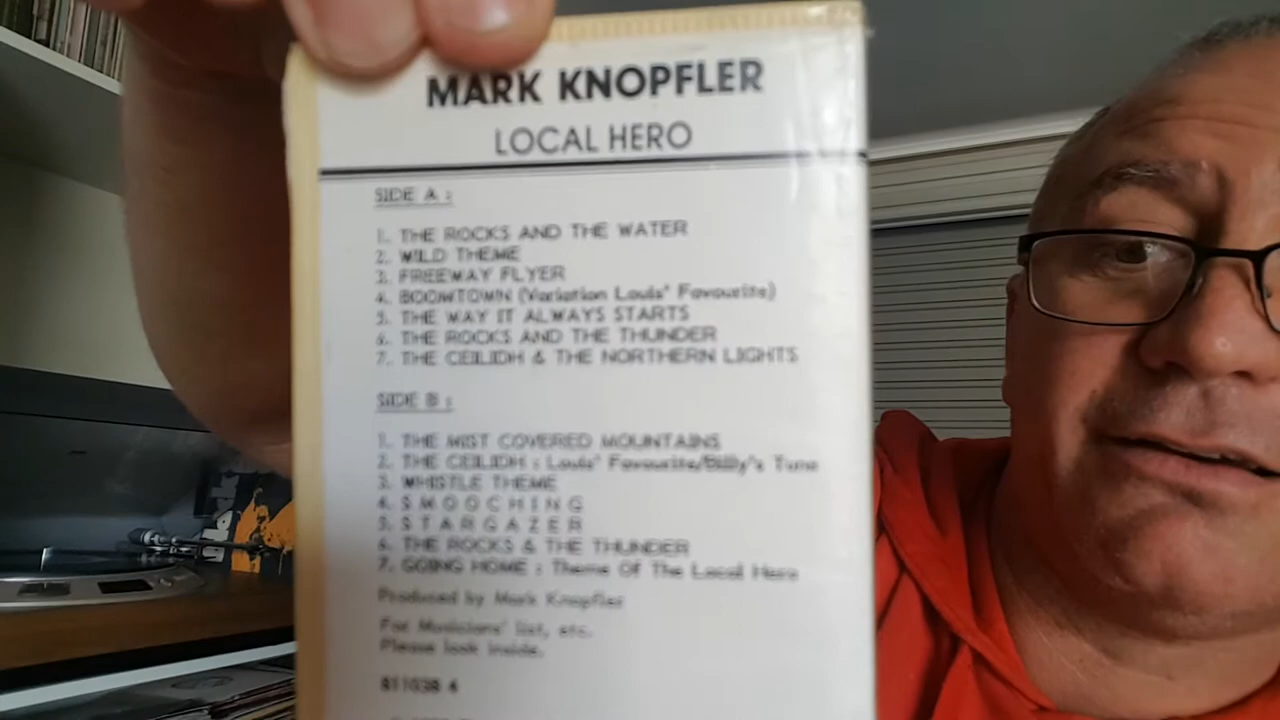 MARK KNOPFLER
LOCAL HERO
SIDE A :
1. THE ROCKS AND THE WATER
2. WILD THEME
3. FREEWAY FLYER
4. BOOMTOWN (Variation Louis' Favourite)
5. THE WAY IT ALWAYS STARTS
6. THE ROCKS AND THE THUNDER
7. THE CEILIDH & THE NORTHERN LIGHTS
SIDE B :
1. THE MIST COVERED MOUNTAINS
2. THE CEILIDH : Louis' Favourite/Billy's Tune
3. WHISTLE THEME
4. S M O O C H I N G
5. S T A R G A Z E R
6. THE ROCKS & THE THUNDER
7. GOING HOME : Theme Of The Local Hero
Produced by Mark Knopfler
For Musicians' list, etc.
Please look inside.
811038 4